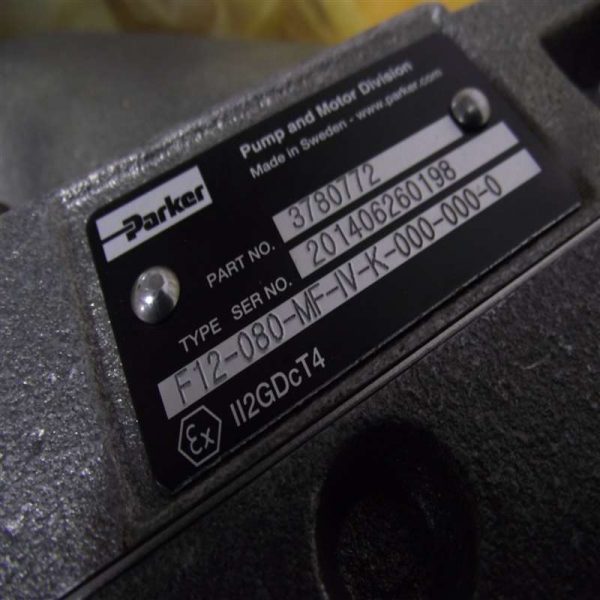 Parker
Pump and Motor Division
Made in Sweden - www.parker.com
PART NO. 3780772
SER NO. 201406260198
TYPE F12-080-MF-IV-K-000-000-0
Ex II2GDcT4